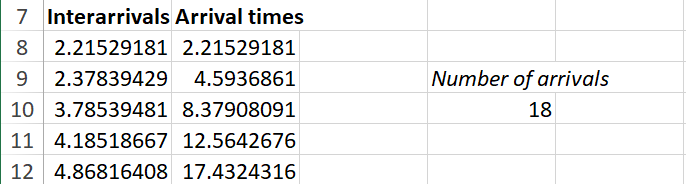 7 Interarrivals Arrival times
8 2.21529181 2.21529181
9 2.37839429 4.5936861 Number of arrivals
10 3.78539481 8.37908091 18
11 4.18518667 12.5642676
12 4.86816408 17.4324316